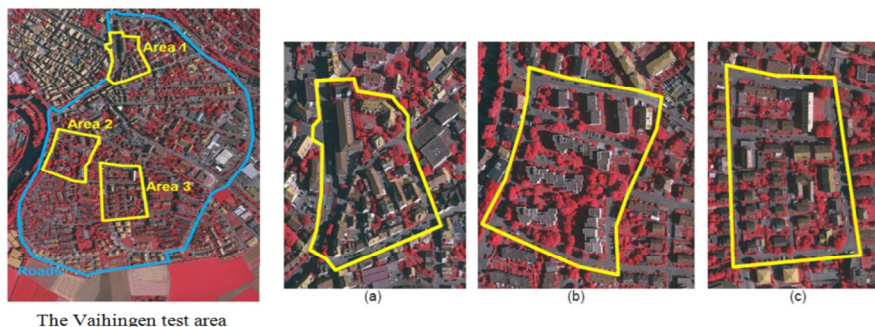 Area 1
Area 2
Area 3
Roads
The Vaihingen test area
(a)
(b)
(c)